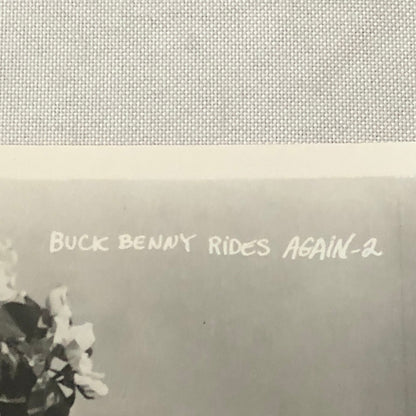 BUCK BENNY RIDES AGAIN-2